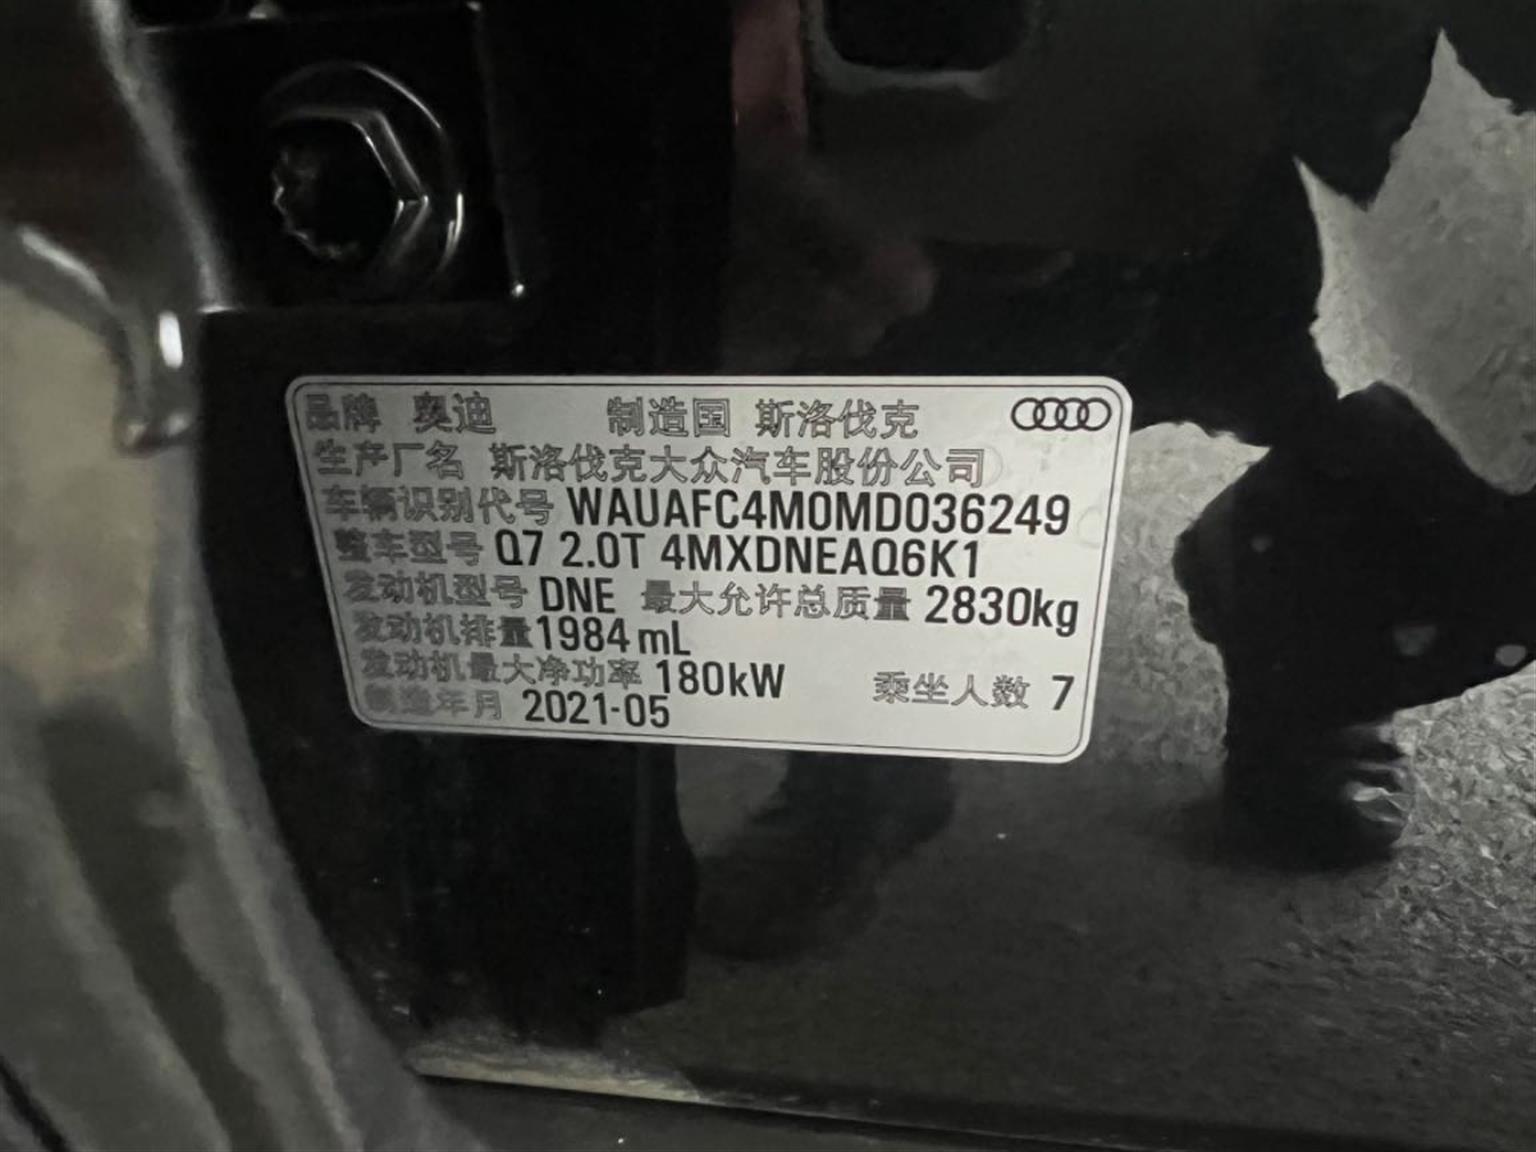 品牌 奥迪 制造国 斯洛伐克
生产厂名 斯洛伐克大众汽车股份公司
车辆识别代号 WAUAFC4M0MD036249
整车型号 Q7 2.0T 4MXDNEAQ6K1
发动机型号 DNE 最大允许总质量 2830kg
发动机排量 1984 mL
发动机最大净功率 180kW 乘坐人数 7
制造年月 2021-05